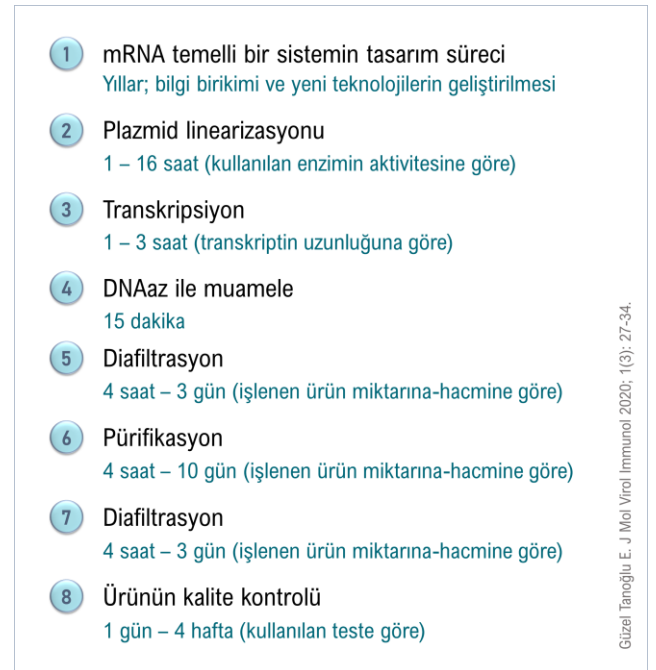 1 mRNA temelli bir sistemin tasarım süreci
Yıllar; bilgi birikimi ve yeni teknolojilerin geliştirilmesi
2 Plazmid linearizasyonu
1 – 16 saat (kullanılan enzimin aktivitesine göre)
3 Transkripsiyon
1 – 3 saat (transkriptin uzunluğuna göre)
4 DNAaz ile muamele
15 dakika
5 Diafiltrasyon
4 saat – 3 gün (işlenen ürün miktarına-hacmine göre)
6 Pürifikasyon
4 saat – 10 gün (işlenen ürün miktarına-hacmine göre)
7 Diafiltrasyon
4 saat – 3 gün (işlenen ürün miktarına-hacmine göre)
8 Ürünün kalite kontrolü
1 gün – 4 hafta (kullanılan teste göre)
Güzel Tanoğlu E. J Mol Virol Immunol 2020; 1(3): 27-34.